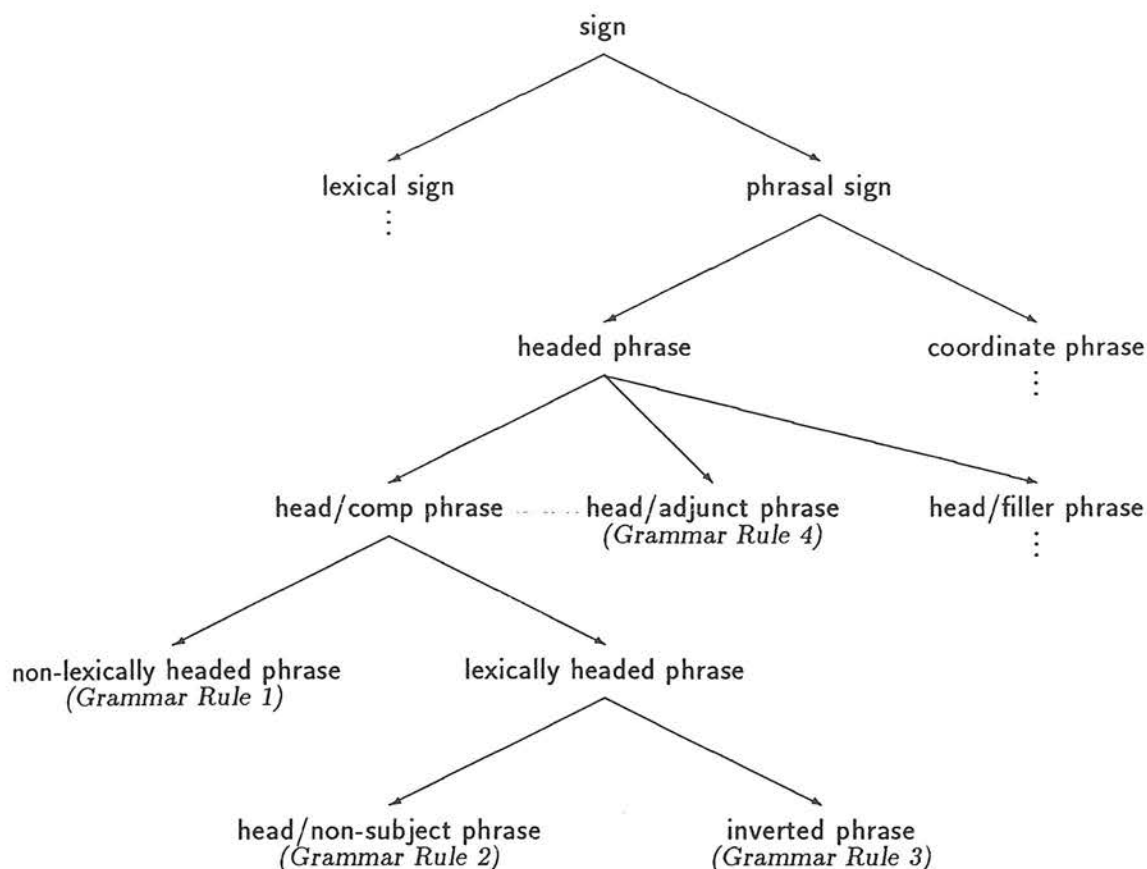 sign
lexical sign
phrasal sign
⋮
headed phrase
coordinate phrase
⋮
head/comp phrase
head/adjunct phrase
head/filler phrase
(Grammar Rule 4)
⋮
non-lexically headed phrase
lexically headed phrase
(Grammar Rule 1)
head/non-subject phrase
inverted phrase
(Grammar Rule 2)
(Grammar Rule 3)